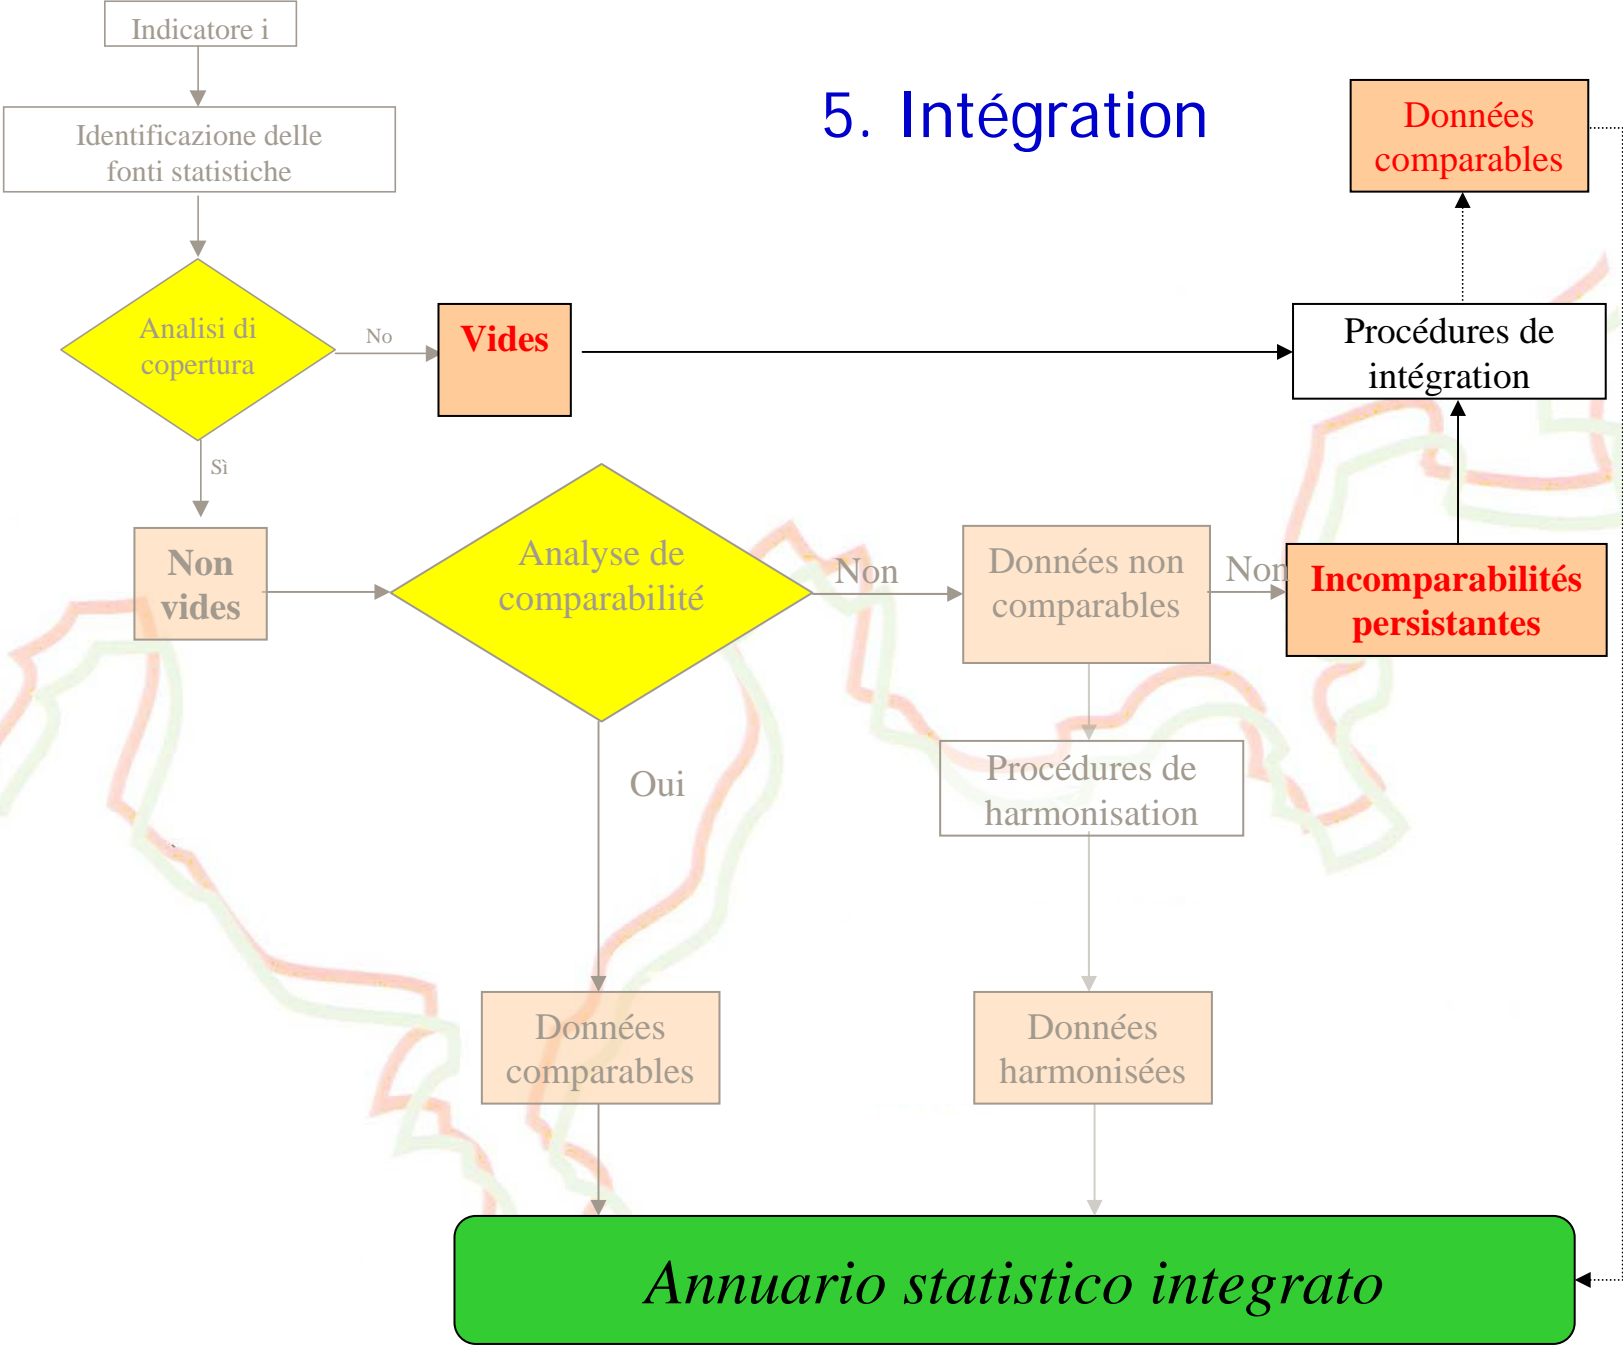 Indicatore i
5. Intégration
Données
comparables
Identificazione delle
fonti statistiche
Analisi di
copertura
No
Vides
Procédures de
intégration
Sì
Non
vides
Analyse de
comparabilité
Non
Données non
comparables
Non
Incomparabilités
persistantes
Oui
Procédures de
harmonisation
Données
comparables
Données
harmonisées
Annuario statistico integrato